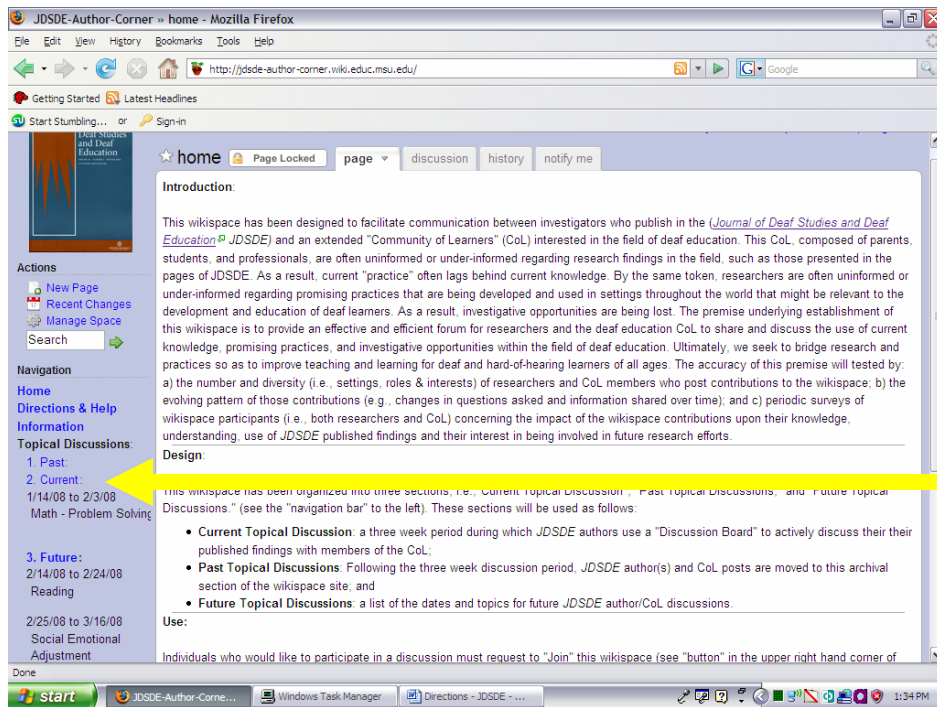 JDSDE-Author-Corner » home - Mozilla Firefox
File Edit View History Bookmarks Tools Help
http://jdsde-author-corner.wiki.educ.msu.edu/
Google
Getting Started Latest Headlines
Start Stumbling... or Sign-in
Deaf Studies
and Deaf
Education
home Page Locked page discussion history notify me
Introduction:
This wikispace has been designed to facilitate communication between investigators who publish in the (Journal of Deaf Studies and Deaf
Education JDSDE) and an extended "Community of Learners" (CoL) interested in the field of deaf education. This CoL, composed of parents,
students, and professionals, are often uninformed or under-informed regarding research findings in the field, such as those presented in the
pages of JDSDE. As a result, current "practice" often lags behind current knowledge. By the same token, researchers are often uninformed or
under-informed regarding promising practices that are being developed and used in settings throughout the world that might be relevant to the
development and education of deaf learners. As a result, investigative opportunities are being lost. The premise underlying establishment of
this wikispace is to provide an effective and efficient forum for researchers and the deaf education CoL to share and discuss the use of current
knowledge, promising practices, and investigative opportunities within the field of deaf education. Ultimately, we seek to bridge research and
practices so as to improve teaching and learning for deaf and hard-of-hearing learners of all ages. The accuracy of this premise will tested by:
a) the number and diversity (i.e., settings, roles & interests) of researchers and CoL members who post contributions to the wikispace; b) the
evolving pattern of those contributions (e.g., changes in questions asked and information shared over time); and c) periodic surveys of
wikispace participants (i.e., both researchers and CoL) concerning the impact of the wikispace contributions upon their knowledge,
understanding, use of JDSDE published findings and their interest in being involved in future research efforts.
Design:
This wikispace has been organized into three sections, i.e., "Current Topical Discussion", "Past Topical Discussions," and "Future Topical
Discussions." (see the "navigation bar" to the left). These sections will be used as follows:
Current Topical Discussion: a three week period during which JDSDE authors use a "Discussion Board" to actively discuss their their
published findings with members of the CoL;
Past Topical Discussions: Following the three week discussion period, JDSDE author(s) and CoL posts are moved to this archival
section of the wikispace site; and
Future Topical Discussions: a list of the dates and topics for future JDSDE author/CoL discussions.
Use:
Individuals who would like to participate in a discussion must request to "Join" this wikispace (see "button" in the upper right hand corner of
Actions
New Page
Recent Changes
Manage Space
Search
Navigation
Home
Directions & Help
Information
Topical Discussions:
1. Past:
2. Current:
1/14/08 to 2/3/08
Math - Problem Solving
3. Future:
2/14/08 to 2/24/08
Reading
2/25/08 to 3/16/08
Social Emotional
Adjustment
Done
start JDSDE-Author-Corne... Windows Task Manager Directions - JDSDE - ... 1:34 PM